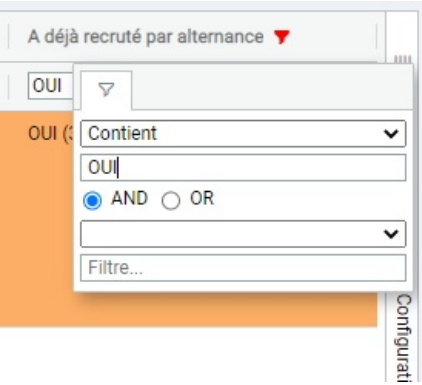 A déjà recruté par alternance
OUI
OUI (3
Contient
OUI
AND OR
Filtre...
Configurati